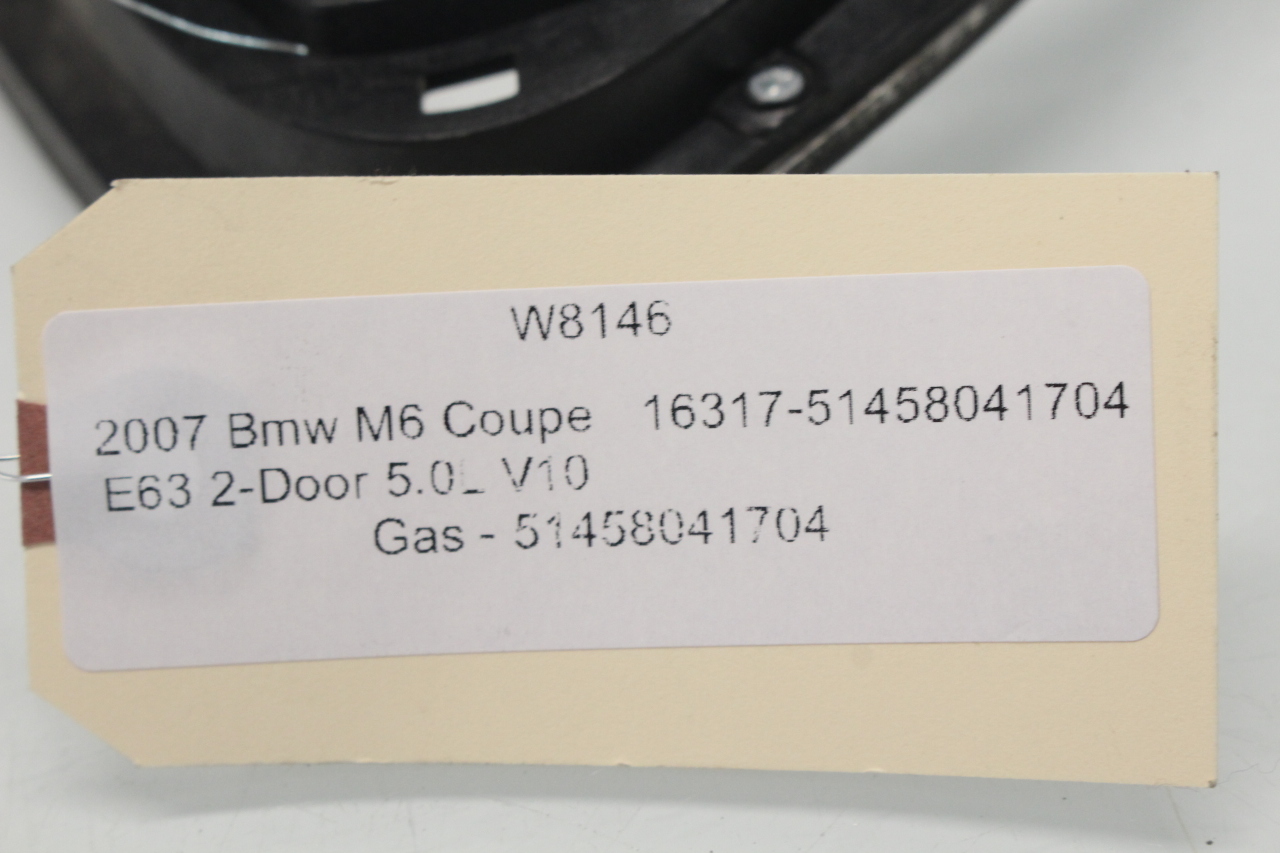 W8146
2007 Bmw M6 Coupe 16317-51458041704
E63 2-Door 5.0L V10
Gas - 51458041704